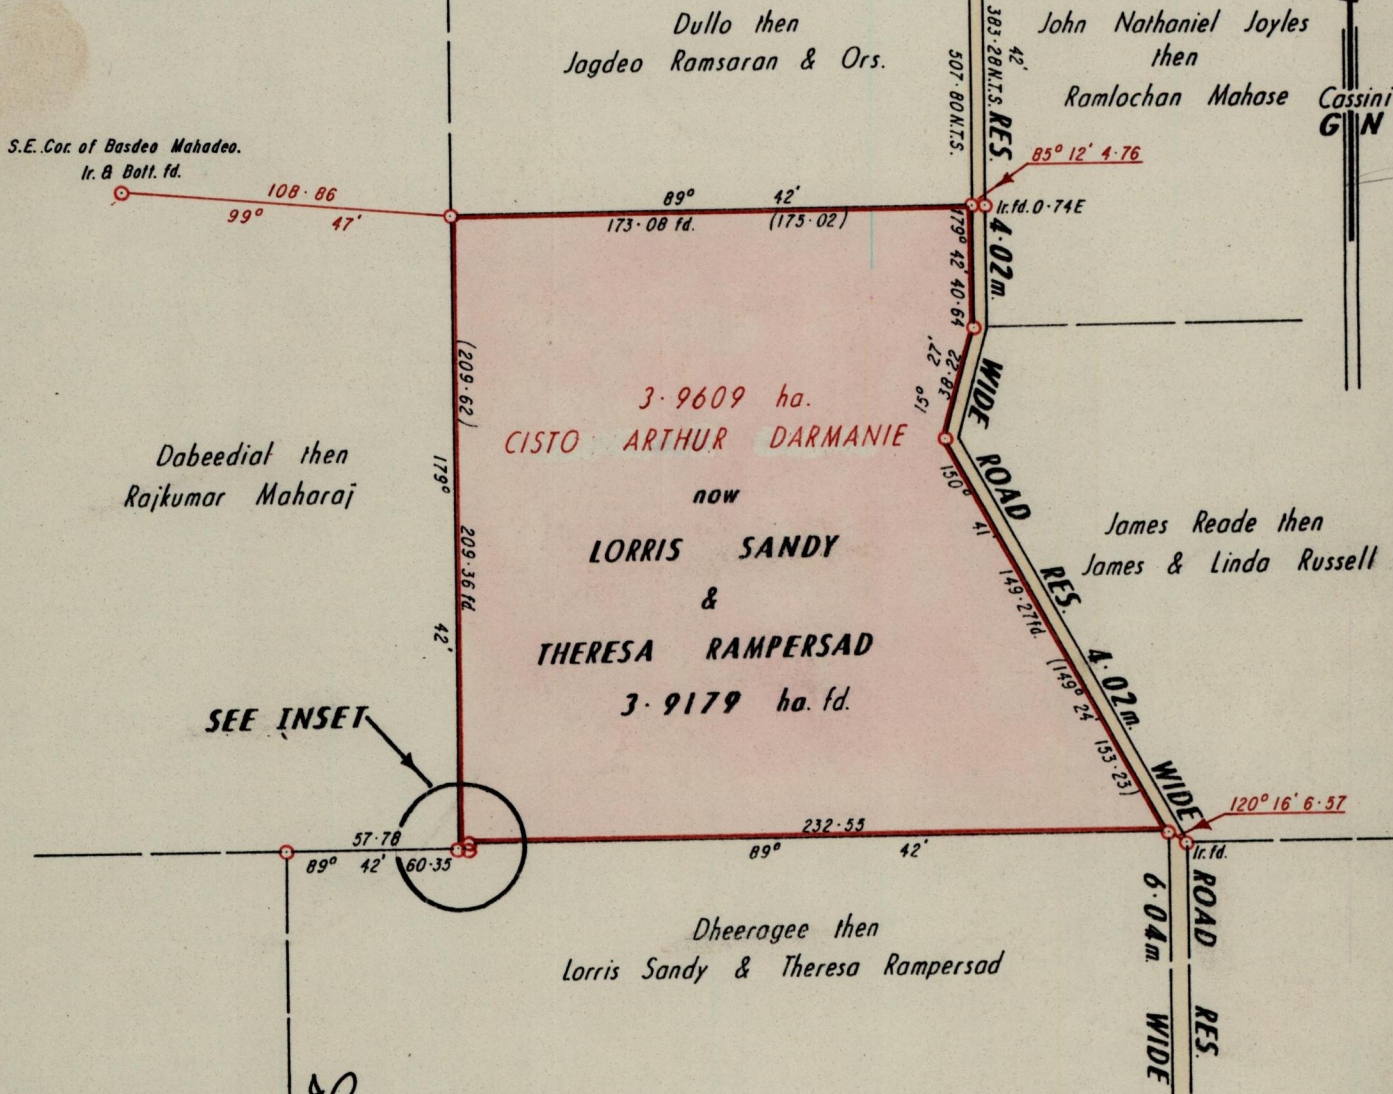 Dullo then
Jagdeo Ramsaran & Ors.
507·80 N.T.S.
383·28 N.T.S.
42'
RES.
John Nathaniel Joyles
then
Ramlochan Mahase
Cassini
G N
S.E. Cor. of Basdeo Mahadeo.
Ir. & Bott. fd.
108·86
99° 47'
89° 42'
173·08 fd. (175·02)
85° 12' 4·76
Ir. fd. 0·74E
179° 42' 40·64
4·02m.
15° 27'
38·22
WIDE
ROAD
RES.
4·02m.
WIDE
(209·62)
179°
209·36 fd.
42'
3·9609 ha.
CISTO ARTHUR DARMANIE
now
LORRIS SANDY
&
THERESA RAMPERSAD
3·9179 ha. fd.
Dabeedial then
Rajkumar Maharaj
150° 41'
149·27 fd.
(149° 24' 153·23)
James Reade then
James & Linda Russell
SEE INSET
120° 16' 6·57
Ir. fd.
57·78
89° 42' 60·35
232·55
89° 42'
Dheeragee then
Lorris Sandy & Theresa Rampersad
6·04m. WIDE
ROAD RES.